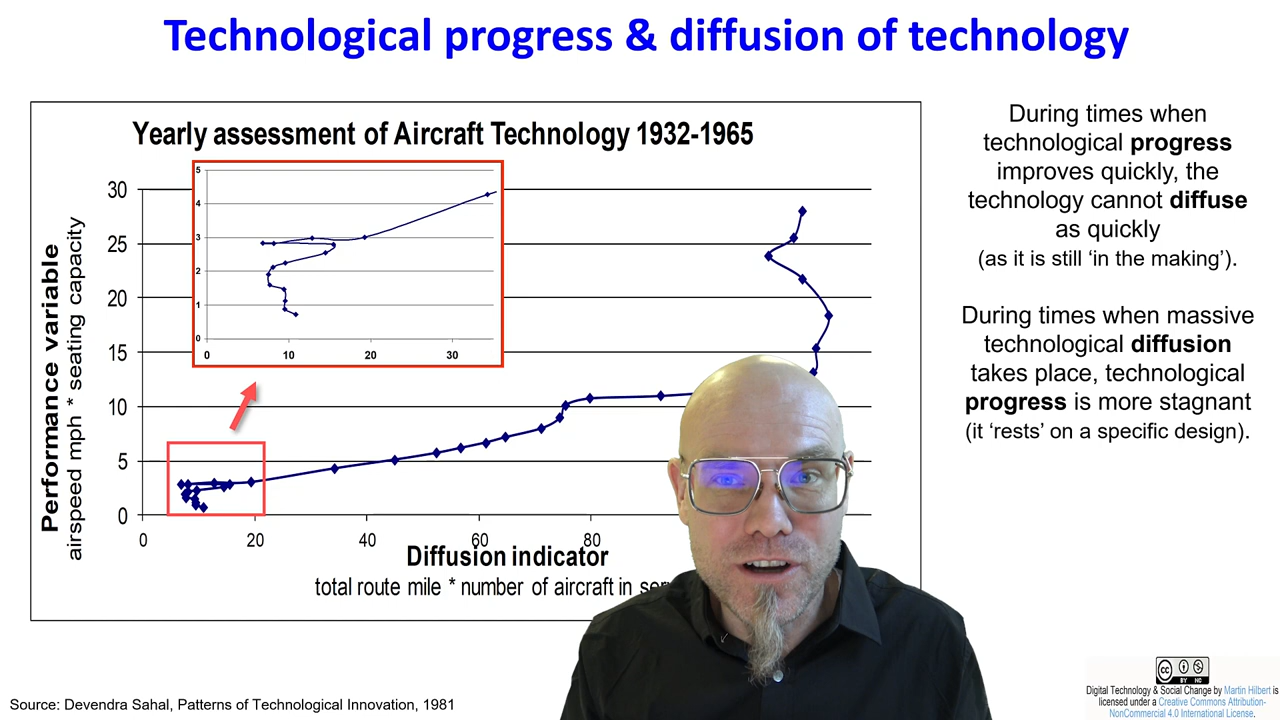 Technological progress & diffusion of technology
Yearly assessment of Aircraft Technology 1932-1965
Performance variable
airspeed mph * seating capacity
30
25
20
15
10
5
0
0
20
40
60
80
5
4
3
2
1
0
0
10
20
30
Diffusion indicator
total route mile * number of aircraft in
During times when
technological progress
improves quickly, the
technology cannot diffuse
as quickly
(as it is still ‘in the making’).
During times when massive
technological diffusion
takes place, technological
progress is more stagnant
(it ‘rests’ on a specific design).
Source: Devendra Sahal, Patterns of Technological Innovation, 1981
cc
BY NC
Digital Technology & Social Change by Martin Hilbert is
licensed under a Creative Commons Attribution-
NonCommercial 4.0 International License.